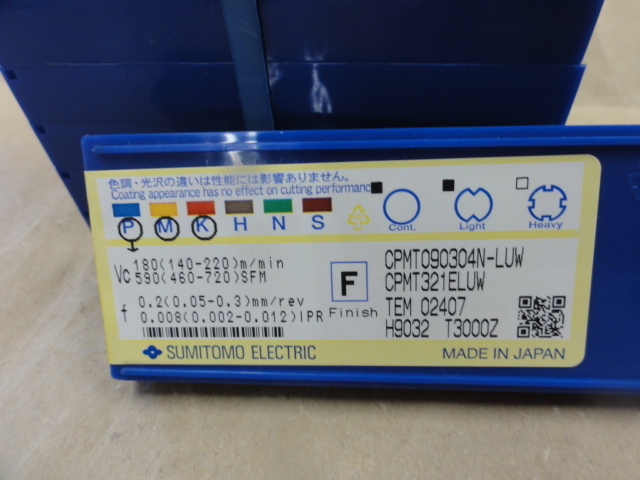 色調・光沢の違いは性能には影響ありません。
Coating appearance has no effect on cutting performance
P M K H N S
Cont. Light Heavy
Vc 180(140-220)m/min
590(460-720)SFM
f 0.2(0.05-0.3)mm/rev
0.008(0.002-0.012)IPR
F
Finish
CPMT090304N-LUW
CPMT321ELUW
TEM 02407
H9032 T3000Z
SUMITOMO ELECTRIC
MADE IN JAPAN